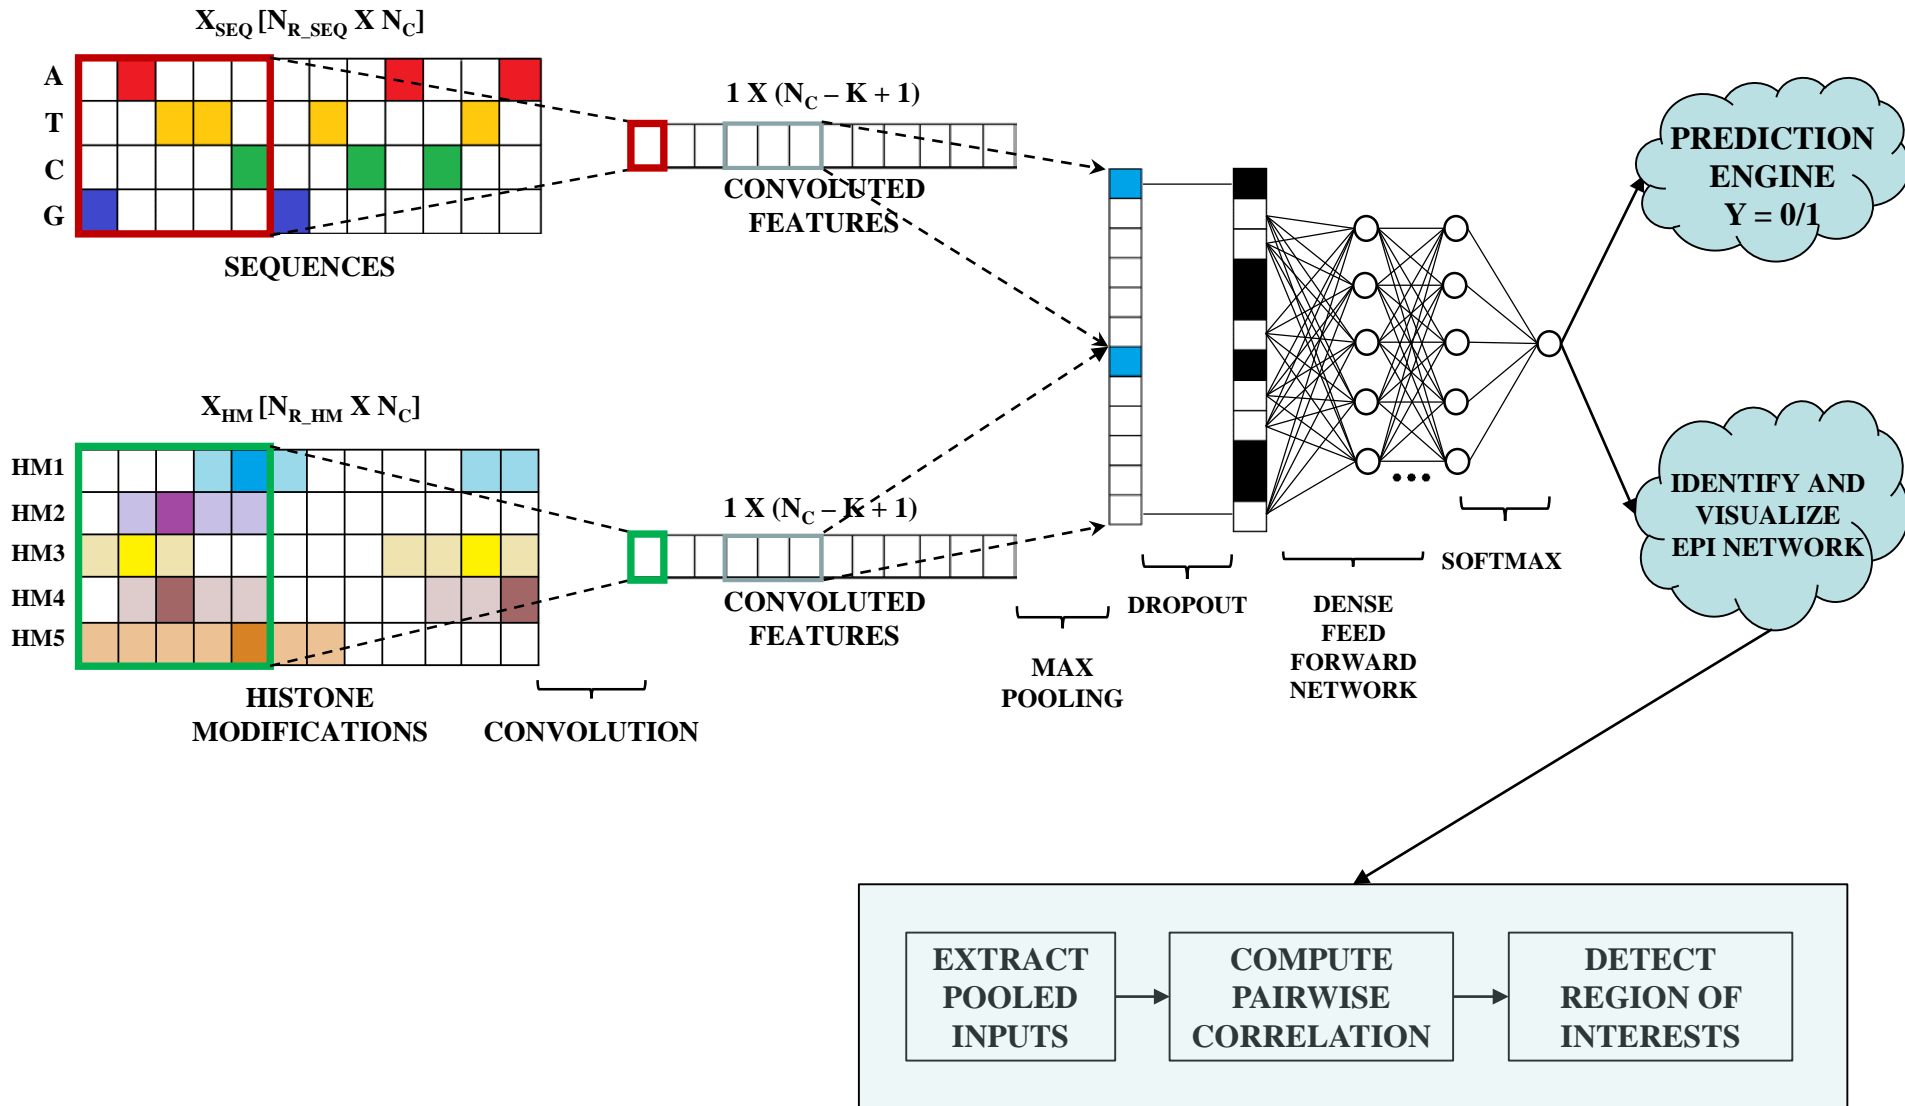 X_SEQ [N_R_SEQ X N_C]
A
T
C
G
SEQUENCES
1 X (N_C – K + 1)
CONVOLUTED
FEATURES
X_HM [N_R_HM X N_C]
HM1
HM2
HM3
HM4
HM5
HISTONE
MODIFICATIONS
CONVOLUTION
1 X (N_C – K + 1)
CONVOLUTED
FEATURES
MAX
POOLING
DROPOUT
DENSE
FEED
FORWARD
NETWORK
SOFTMAX
PREDICTION
ENGINE
Y = 0/1
IDENTIFY AND
VISUALIZE
EPI NETWORK
EXTRACT
POOLED
INPUTS
COMPUTE
PAIRWISE
CORRELATION
DETECT
REGION OF
INTERESTS